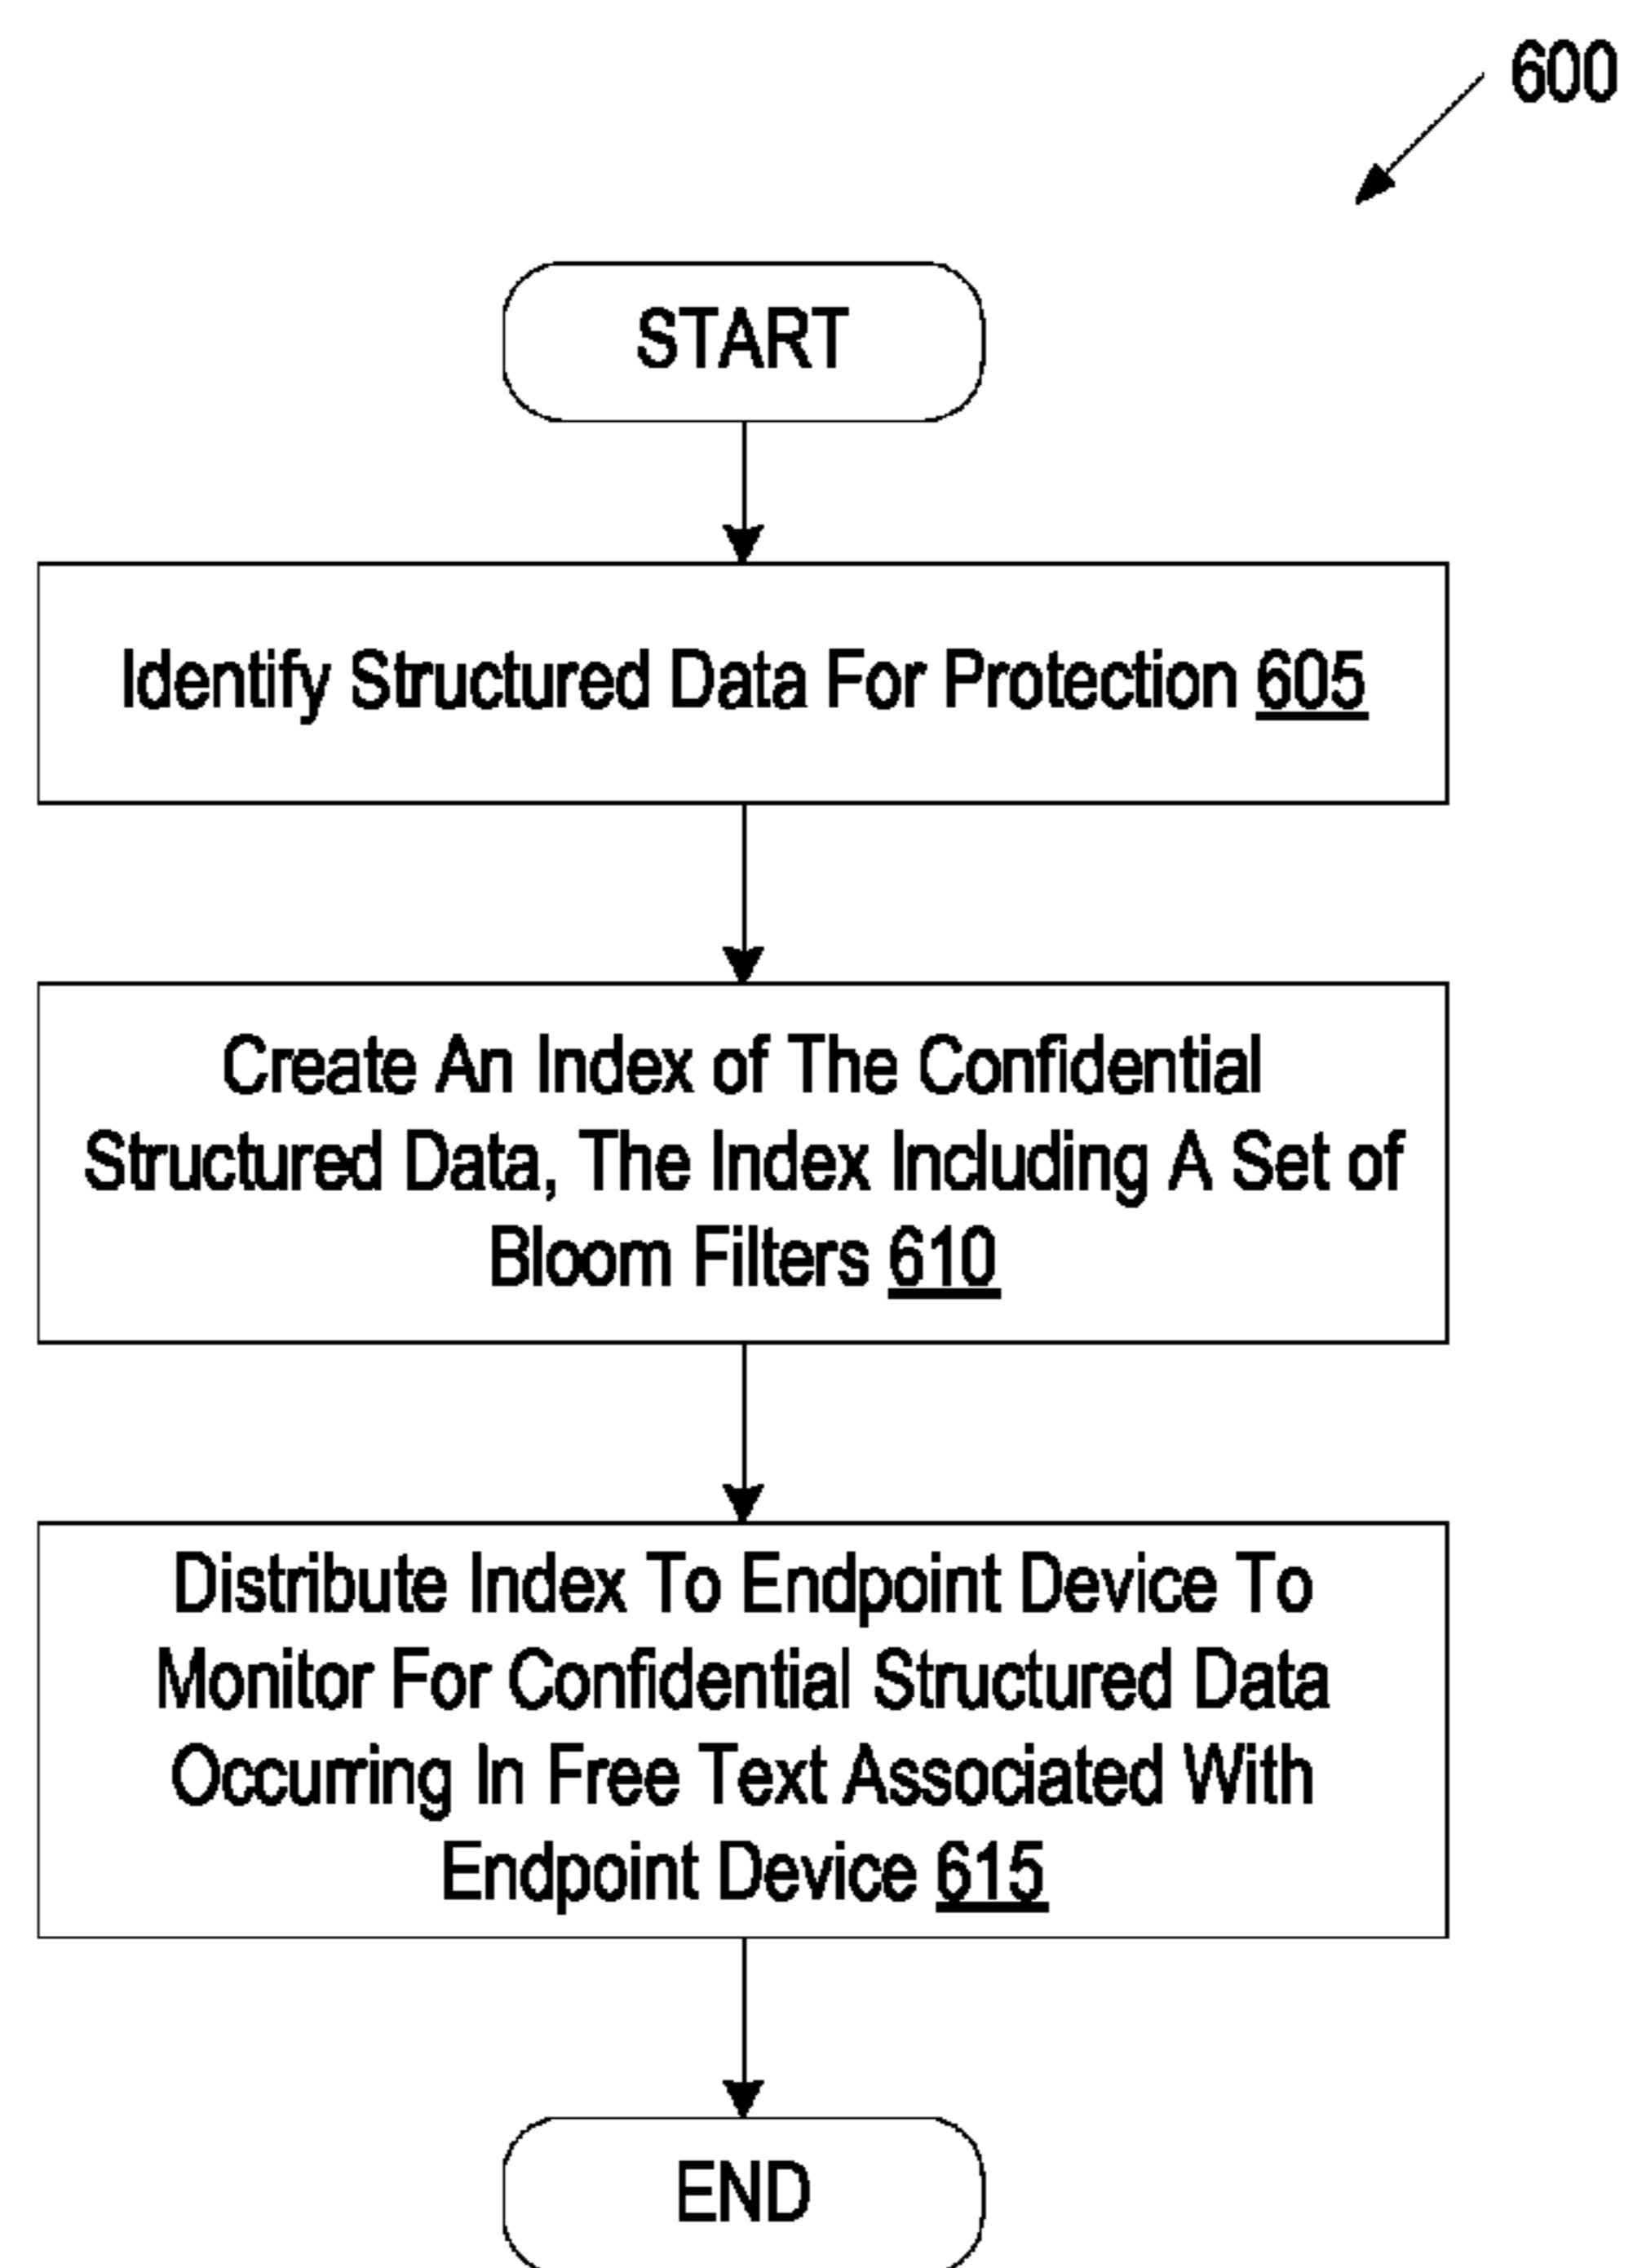 600
START
Identify Structured Data For Protection 605
Create An Index of The Confidential
Structured Data, The Index Including A Set of
Bloom Filters 610
Distribute Index To Endpoint Device To
Monitor For Confidential Structured Data
Occurring In Free Text Associated With
Endpoint Device 615
END